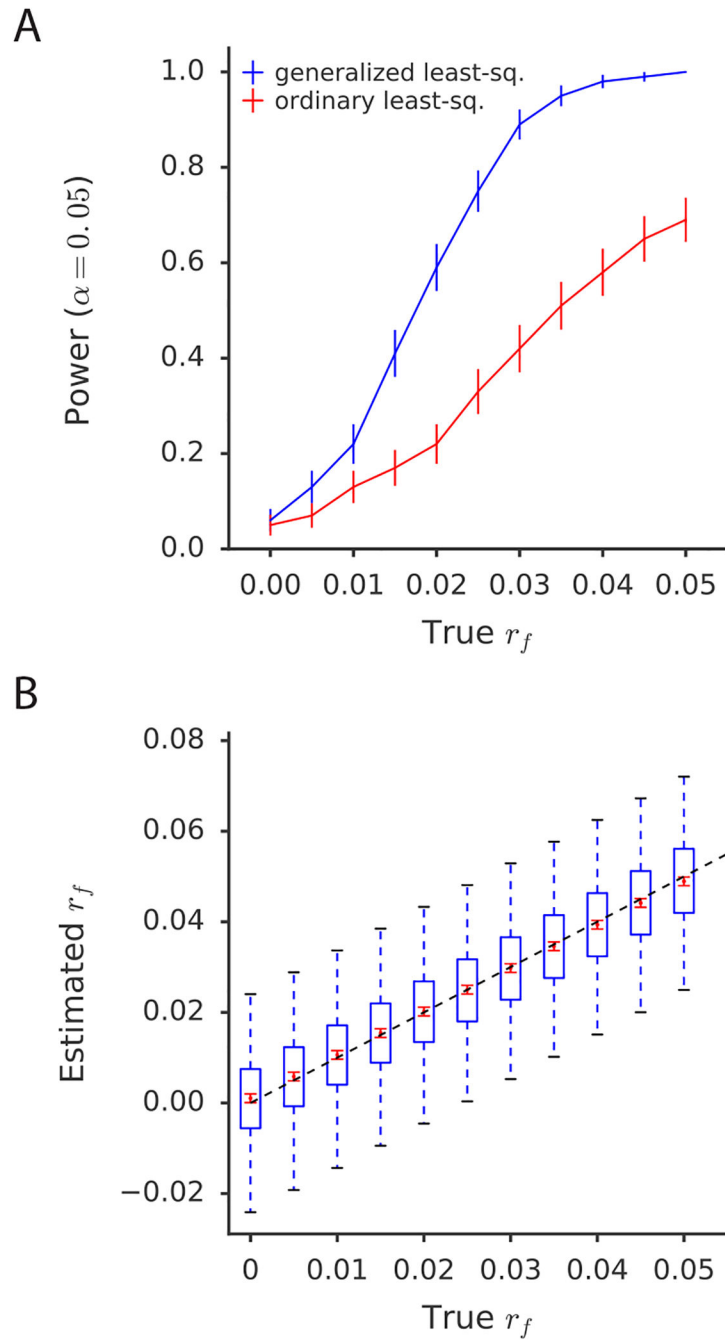 A
generalized least-sq.
ordinary least-sq.
Power (α = 0.05)
1.0
0.8
0.6
0.4
0.2
0.0
0.00 0.01 0.02 0.03 0.04 0.05
True r_f
B
Estimated r_f
0.08
0.06
0.04
0.02
0.00
−0.02
0 0.01 0.02 0.03 0.04 0.05
True r_f